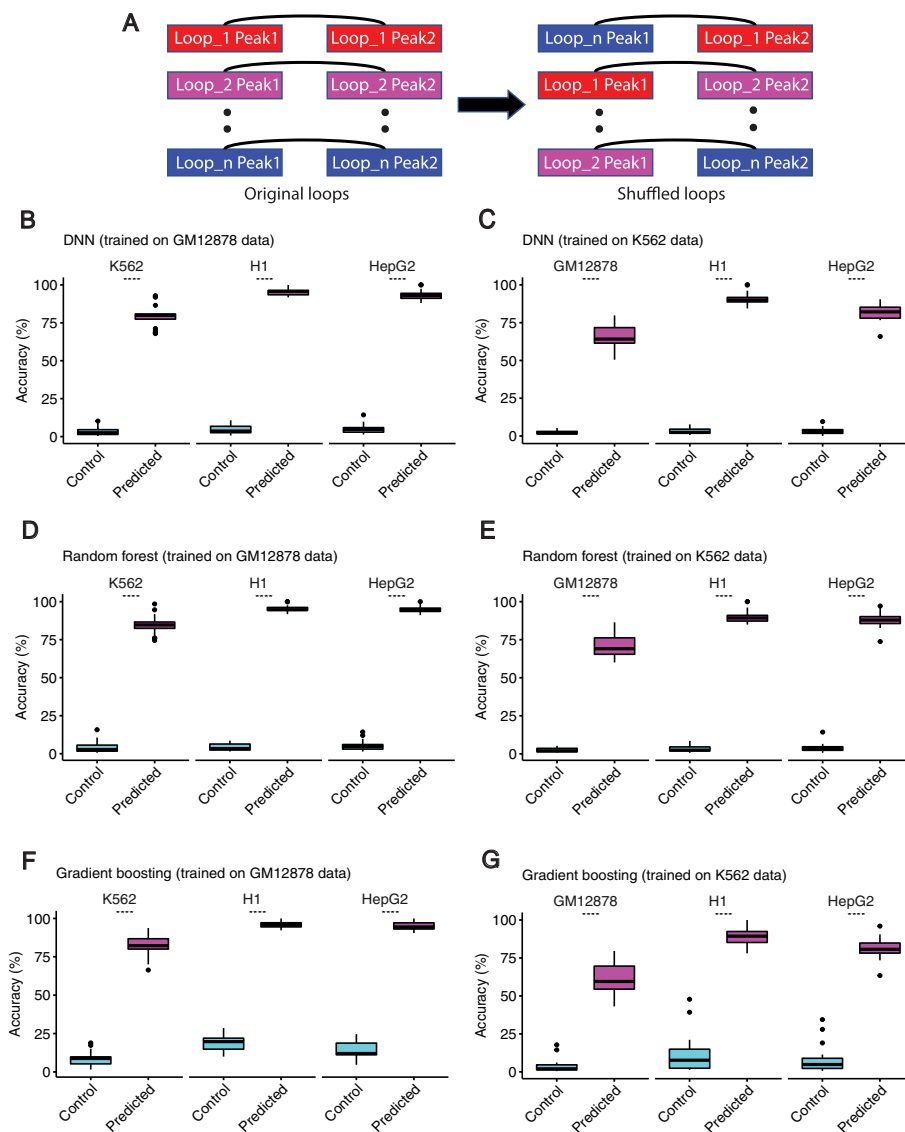 A
Loop_1 Peak1 Loop_1 Peak2 Loop_n Peak1 Loop_1 Peak2
Loop_2 Peak1 Loop_2 Peak2 Loop_1 Peak1 Loop_2 Peak2
Loop_n Peak1 Loop_n Peak2 Loop_2 Peak1 Loop_n Peak2
Original loops Shuffled loops
B
DNN (trained on GM12878 data)
K562 H1 HepG2
Accuracy (%)
100
75
50
25
0
Control Predicted Control Predicted Control Predicted
C
DNN (trained on K562 data)
GM12878 H1 HepG2
Accuracy (%)
100
75
50
25
0
Control Predicted Control Predicted Control Predicted
D
Random forest (trained on GM12878 data)
K562 H1 HepG2
Accuracy (%)
100
75
50
25
0
Control Predicted Control Predicted Control Predicted
E
Random forest (trained on K562 data)
GM12878 H1 HepG2
Accuracy (%)
100
75
50
25
0
Control Predicted Control Predicted Control Predicted
F
Gradient boosting (trained on GM12878 data)
K562 H1 HepG2
Accuracy (%)
100
75
50
25
0
Control Predicted Control Predicted Control Predicted
G
Gradient boosting (trained on K562 data)
GM12878 H1 HepG2
Accuracy (%)
100
75
50
25
0
Control Predicted Control Predicted Control Predicted